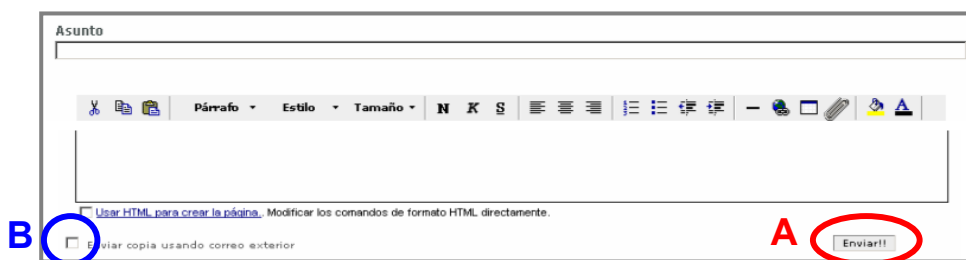 Asunto
Párrafo Estilo Tamaño N K S A
Usar HTML para crear la página.. Modificar los comandos de formato HTML directamente.
B Enviar copia usando correo exterior A Enviar!!